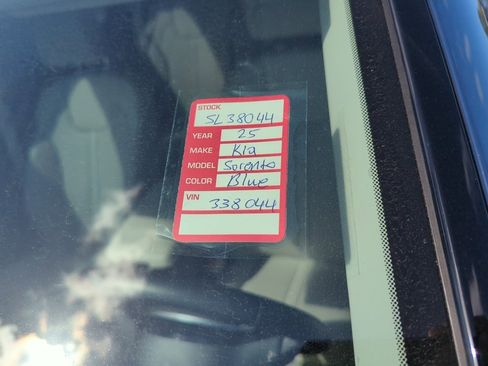 STOCK
SL38044
YEAR 25
MAKE Kia
MODEL Sorento
COLOR Blue
VIN 338044